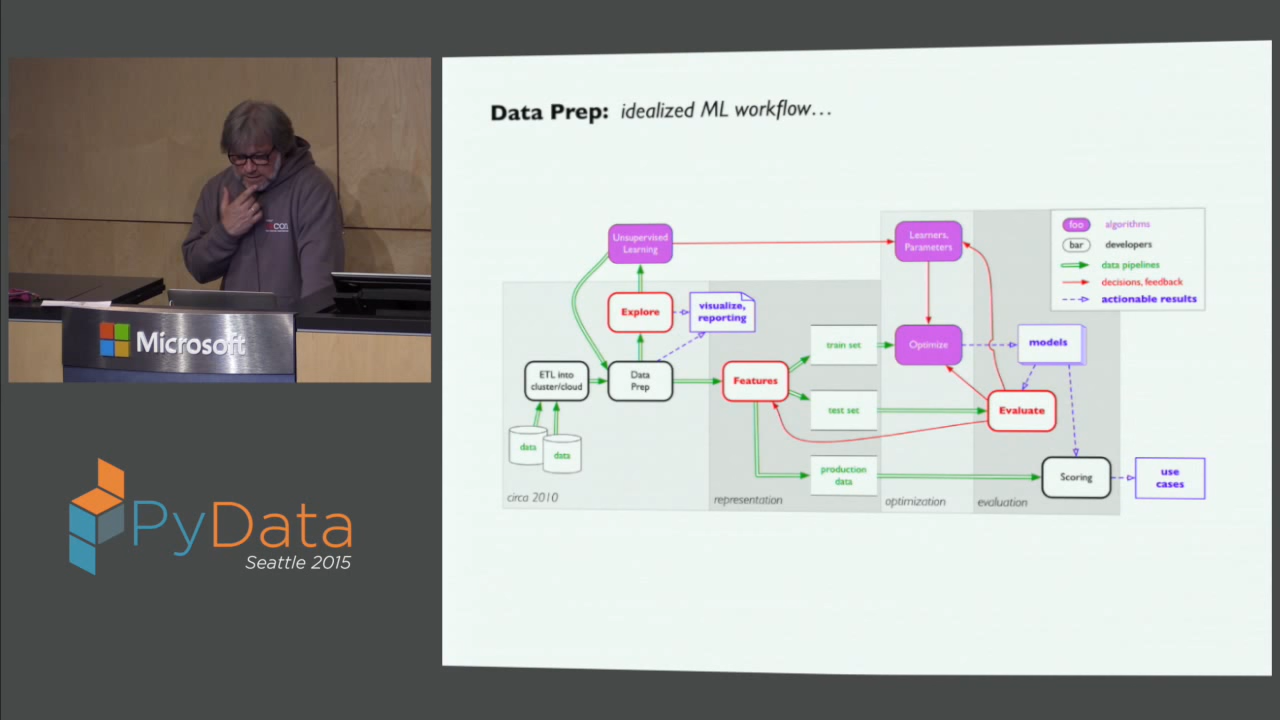 Data Prep: idealized ML workflow…
Unsupervised
Learning
Learners,
Parameters
foo
algorithms
bar
developers
data pipelines
decisions, feedback
actionable results
Explore
visualize,
reporting
train set
Optimize
models
ETL into
cluster/cloud
Data
Prep
Features
test set
Evaluate
data
data
production
data
Scoring
use
cases
circa 2010
representation
optimization
evaluation
Microsoft
PyData
Seattle 2015